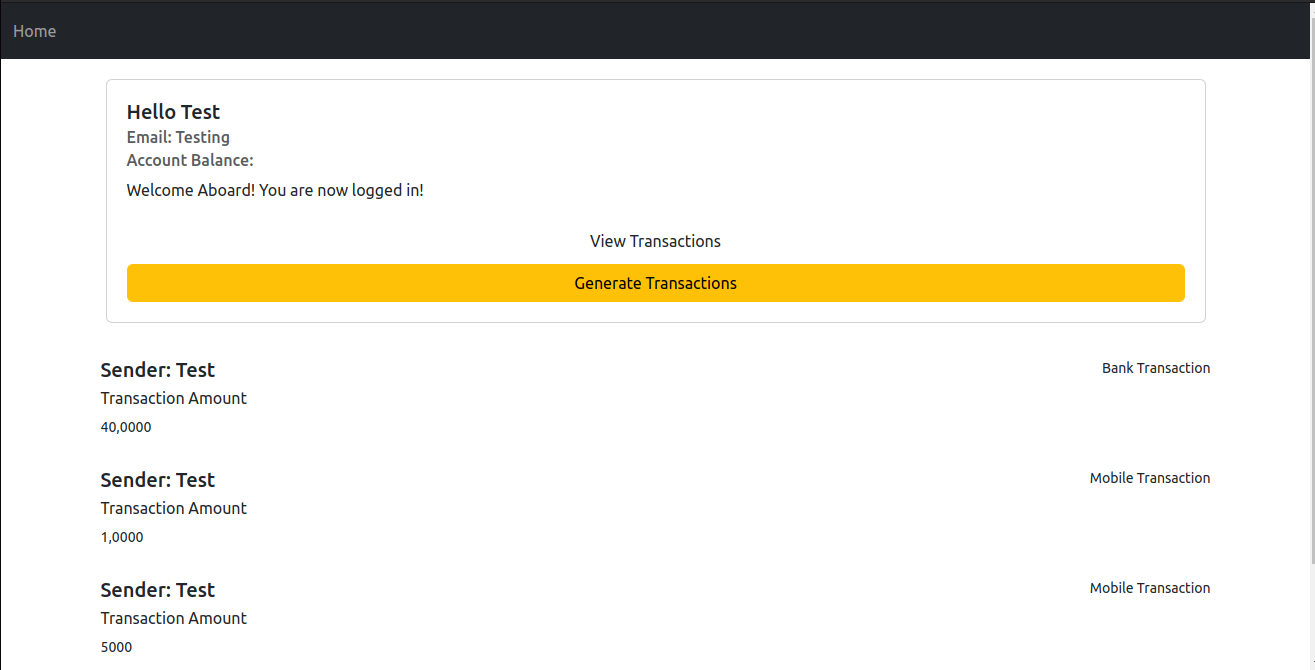 Home
Hello Test
Email: Testing
Account Balance:
Welcome Aboard! You are now logged in!
View Transactions
Generate Transactions
Sender: Test
Bank Transaction
Transaction Amount
40,0000
Sender: Test
Mobile Transaction
Transaction Amount
1,0000
Sender: Test
Mobile Transaction
Transaction Amount
5000